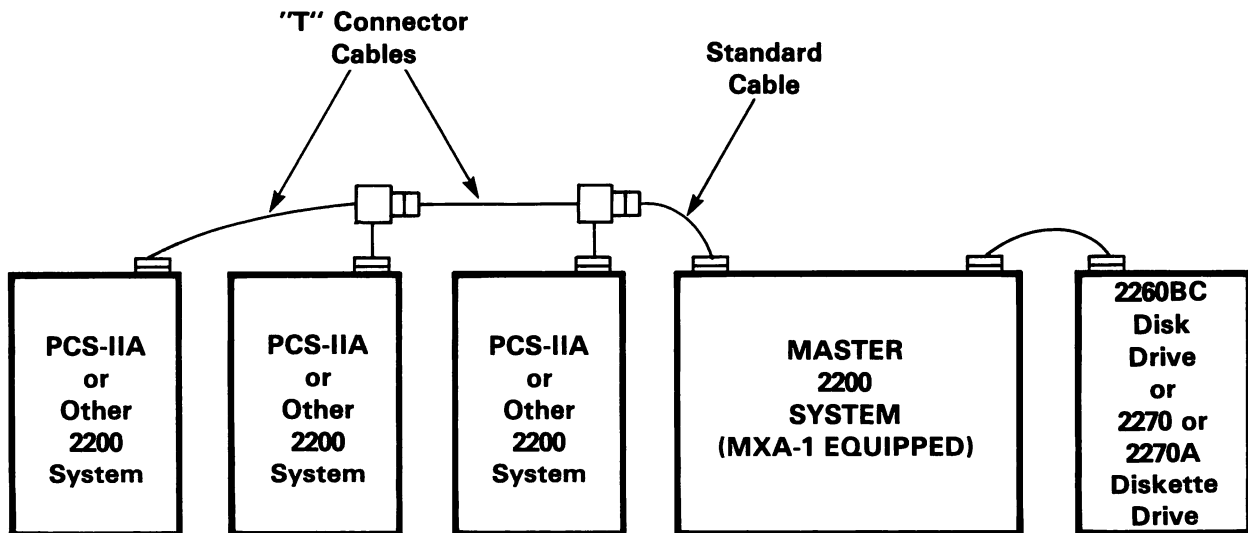 "T" Connector
Cables
Standard
Cable
PCS-IIA
or
Other
2200
System
PCS-IIA
or
Other
2200
System
PCS-IIA
or
Other
2200
System
MASTER
2200
SYSTEM
(MXA-1 EQUIPPED)
2260BC
Disk
Drive
or
2270 or
2270A
Diskette
Drive